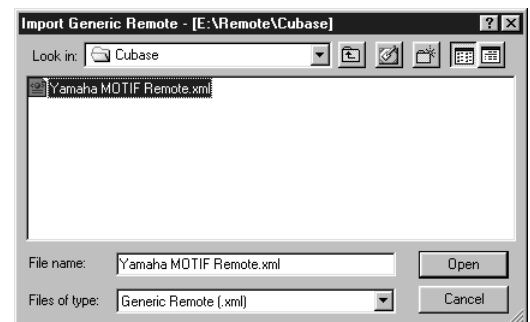 Import Generic Remote - [E:\Remote\Cubase]
Look in: Cubase
Yamaha MOTIF Remote.xml
File name: Yamaha MOTIF Remote.xml Open
Files of type: Generic Remote (.xml) Cancel